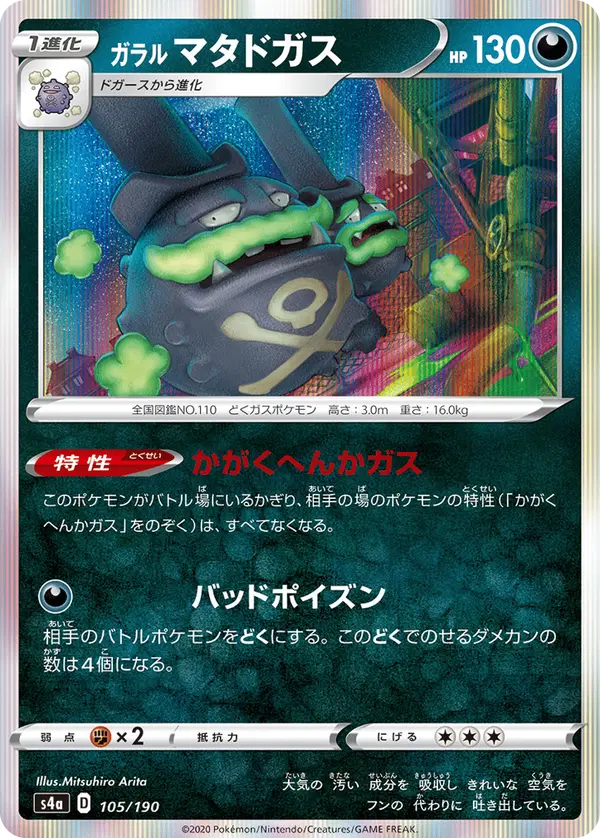 1進化
ガラル マタドガス
HP 130
ドガースから進化
全国図鑑NO.110 どくガスポケモン 高さ：3.0m 重さ：16.0kg
特性 とくせい かがくへんかガス
このポケモンがバトル場にいるかぎり、相手の場のポケモンの特性（「かがく
へんかガス」をのぞく）は、すべてなくなる。
バッドポイズン
相手のバトルポケモンをどくにする。このどくでのせるダメカンの
数は4個になる。
弱点 ×2 抵抗力 にげる
Illus.Mitsuhiro Arita
大気の 汚い 成分を 吸収し きれいな 空気を
フンの 代わりに 吐き出している。
s4a D 105/190
©2020 Pokémon/Nintendo/Creatures/GAME FREAK.